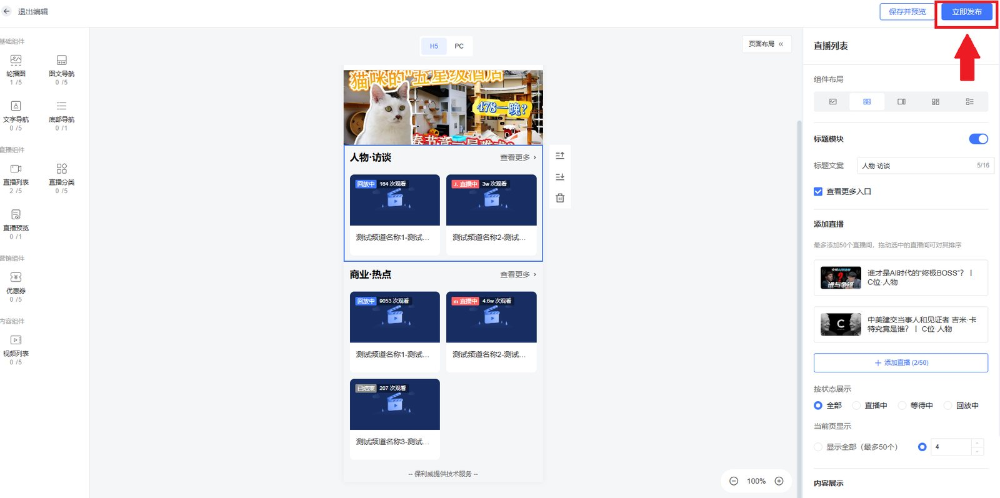 退出编辑
保存并预览
立即发布
基础组件
轮播图
1 /5
图文导航
0 /5
文字导航
0 /5
底部导航
0 /1
直播组件
直播列表
2 /5
直播分类
0 /5
直播预览
0 /1
营销组件
优惠券
0 /5
内容组件
视频列表
0 /5
H5
PC
页面布局 «
猫咪的"五星级酒店
478一晚?
人物·访谈
查看更多 ›
回放中 164 次观看
直播中 3w 次观看
测试频道名称1-测试...
测试频道名称2-测试...
商业·热点
查看更多 ›
回放中 9053 次观看
直播中 4.6w 次观看
测试频道名称1-测试...
测试频道名称2-测试...
已结束 207 次观看
测试频道名称3-测试...
-- 保利威提供技术服务 --
100%
直播列表
组件布局
标题模块
标题文案
人物·访谈
5/16
查看更多入口
添加直播
最多添加50个直播间，拖动选中的直播间可对其排序
谁才是AI时代的“终极BOSS”？丨
C位·人物
中美建交当事人和见证者 吉米·卡
特究竟是谁？丨 C位·人物
+ 添加直播 (2/50)
按状态展示
全部
直播中
等待中
回放中
当前页显示
显示全部（最多50个）
4
内容展示